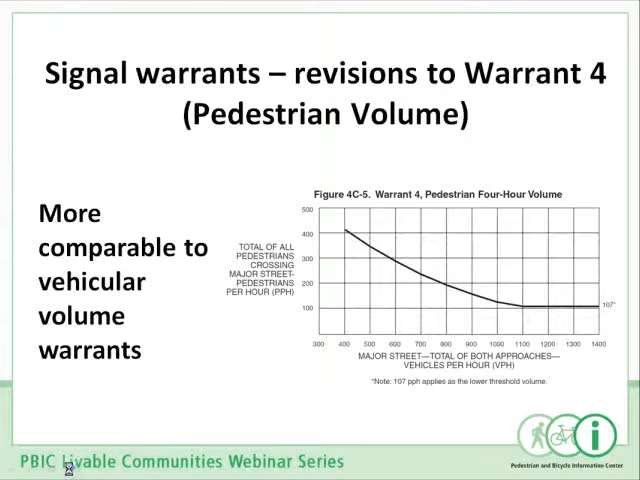 Signal warrants – revisions to Warrant 4
(Pedestrian Volume)
More
comparable to
vehicular
volume
warrants
Figure 4C-5. Warrant 4, Pedestrian Four-Hour Volume
TOTAL OF ALL
PEDESTRIANS
CROSSING
MAJOR STREET-
PEDESTRIANS
PER HOUR (PPH)
500
400
300
200
100
107*
300 400 500 600 700 800 900 1000 1100 1200 1300 1400
MAJOR STREET—TOTAL OF BOTH APPROACHES—
VEHICLES PER HOUR (VPH)
*Note: 107 pph applies as the lower threshold volume.
PBIC Livable Communities Webinar Series
i
Pedestrian and Bicycle Information Center